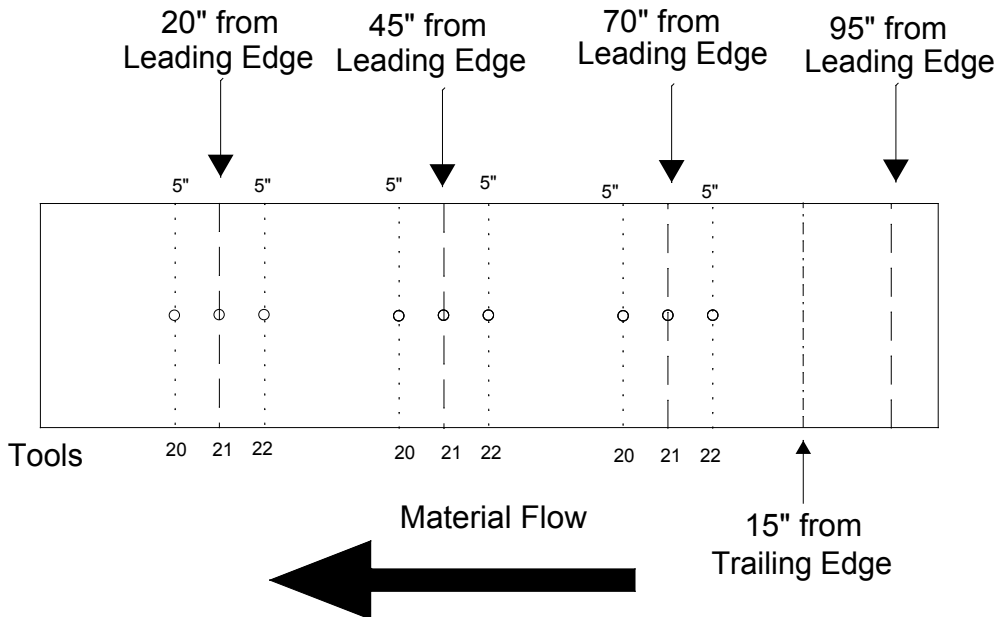 20" from
Leading Edge
45" from
Leading Edge
70" from
Leading Edge
95" from
Leading Edge
5" 5" 5" 5" 5" 5"
Tools 20 21 22 20 21 22 20 21 22
Material Flow
15" from
Trailing Edge